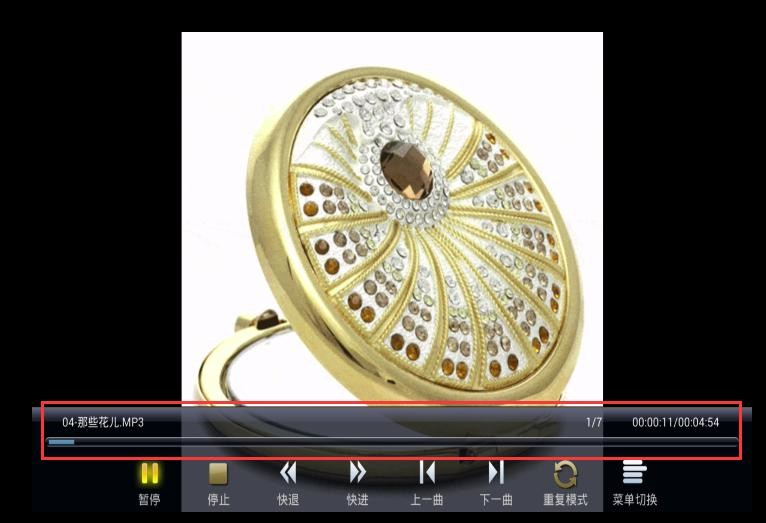 04-那些花儿.MP3 1/7 00:00:11/00:04:54
暂停 停止 快退 快进 上一曲 下一曲 重复模式 菜单切换